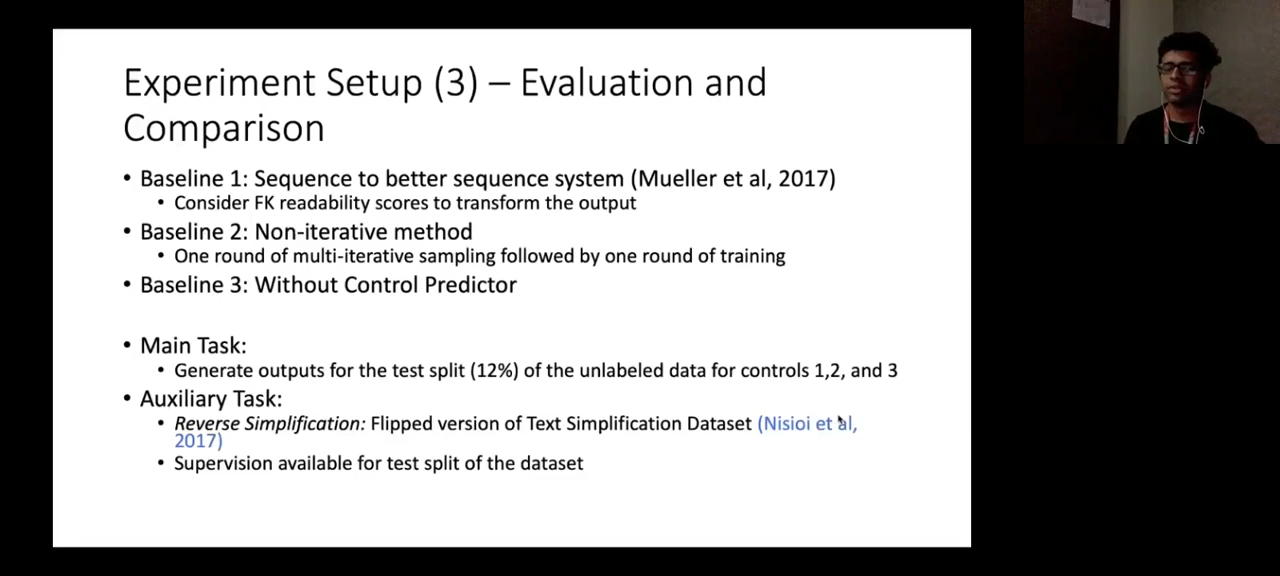 Experiment Setup (3) – Evaluation and
Comparison
• Baseline 1: Sequence to better sequence system (Mueller et al, 2017)
• Consider FK readability scores to transform the output
• Baseline 2: Non-iterative method
• One round of multi-iterative sampling followed by one round of training
• Baseline 3: Without Control Predictor
• Main Task:
• Generate outputs for the test split (12%) of the unlabeled data for controls 1,2, and 3
• Auxiliary Task:
• Reverse Simplification: Flipped version of Text Simplification Dataset (Nisioi et al,
2017)
• Supervision available for test split of the dataset